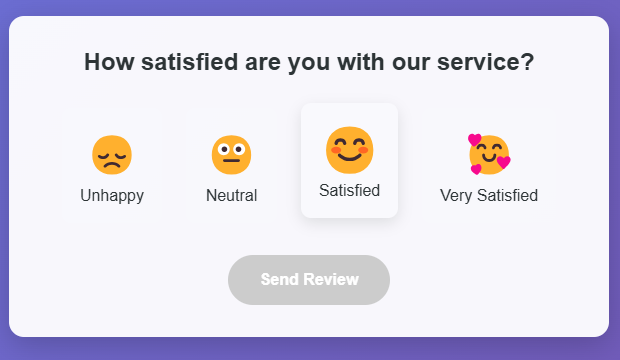 How satisfied are you with our service?
Unhappy Neutral Satisfied Very Satisfied
Send Review